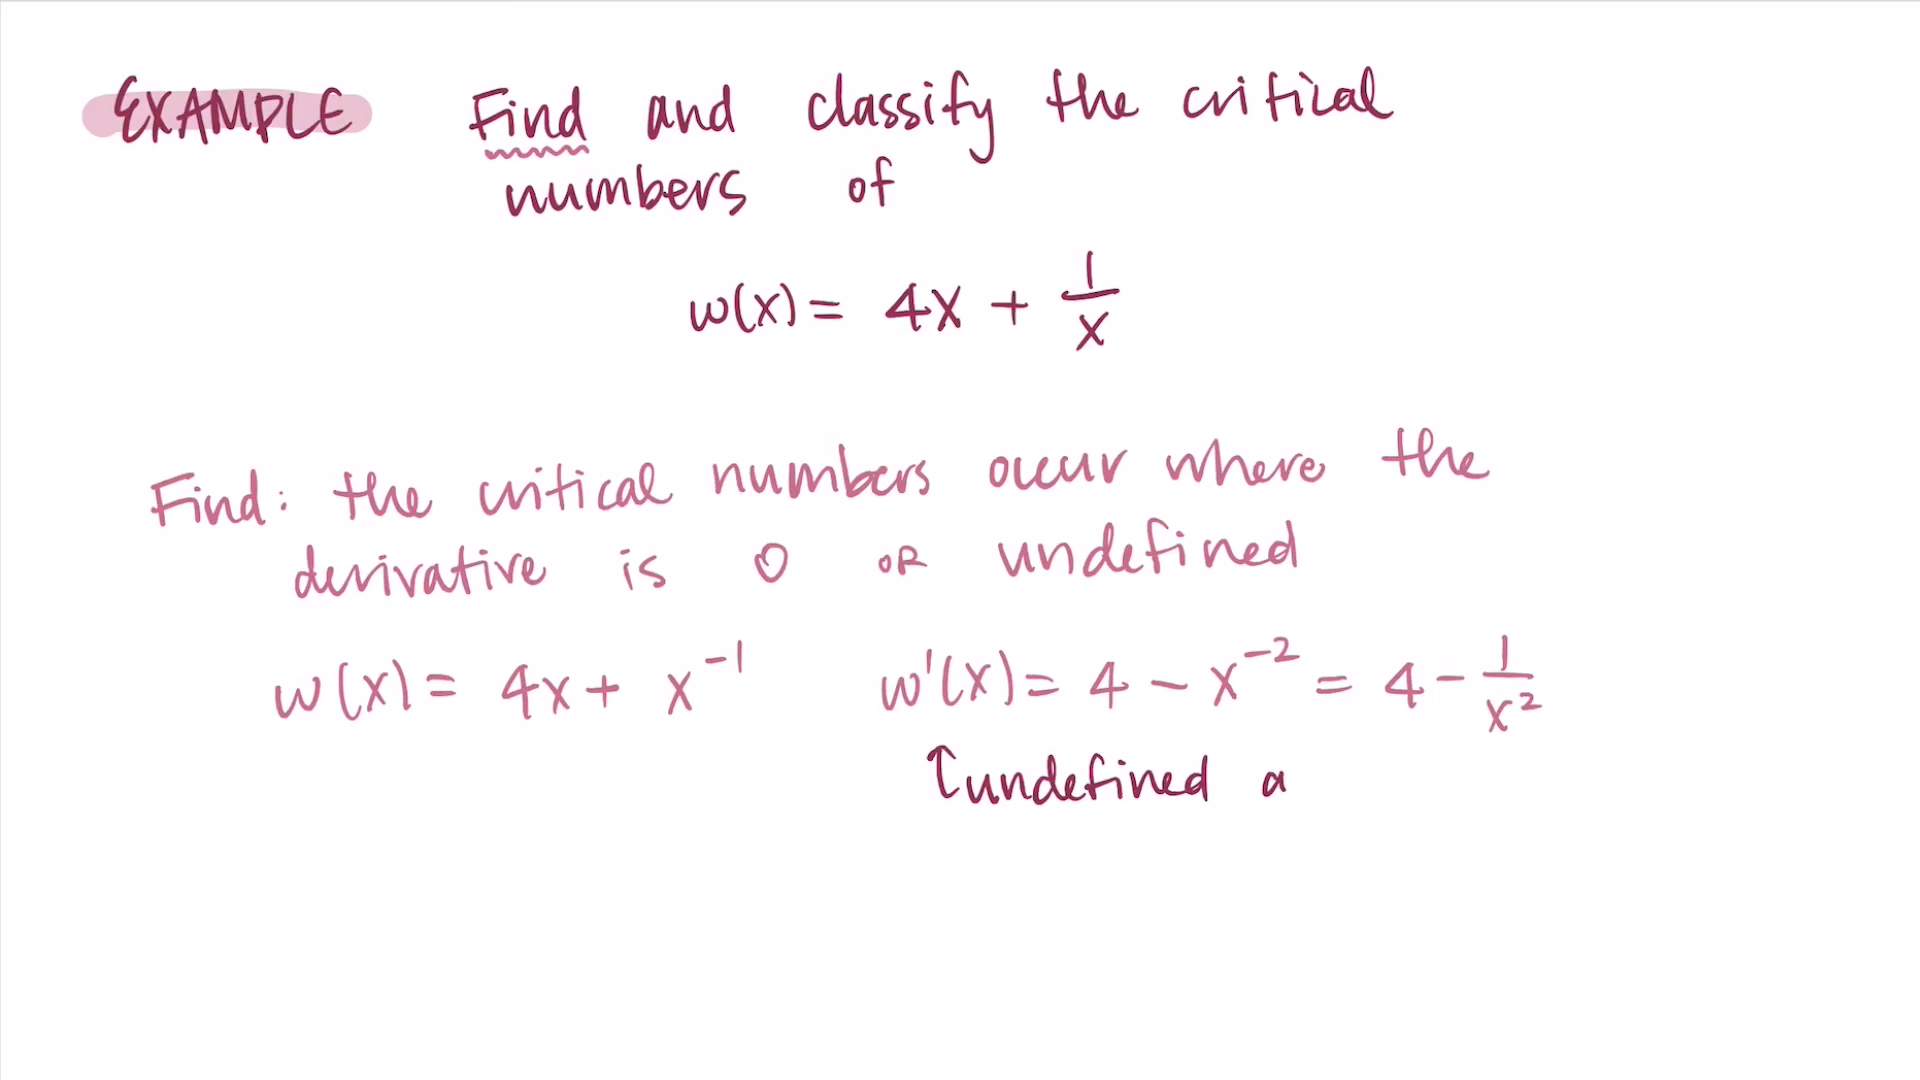 EXAMPLE Find and classify the critical
numbers of
w(x) = 4x + 1/x
Find: the critical numbers occur where the
derivative is 0 OR undefined
w(x) = 4x + x⁻¹ w'(x) = 4 - x⁻² = 4 - 1/x²
↑ undefined a